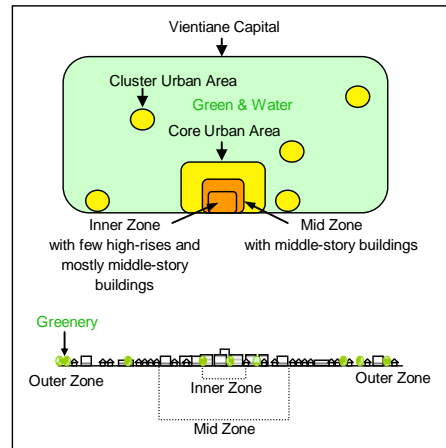 Vientiane Capital
Cluster Urban Area
Green & Water
Core Urban Area
Inner Zone
with few high-rises and
mostly middle-story
buildings
Mid Zone
with middle-story buildings
Greenery
Outer Zone
Inner Zone
Outer Zone
Mid Zone